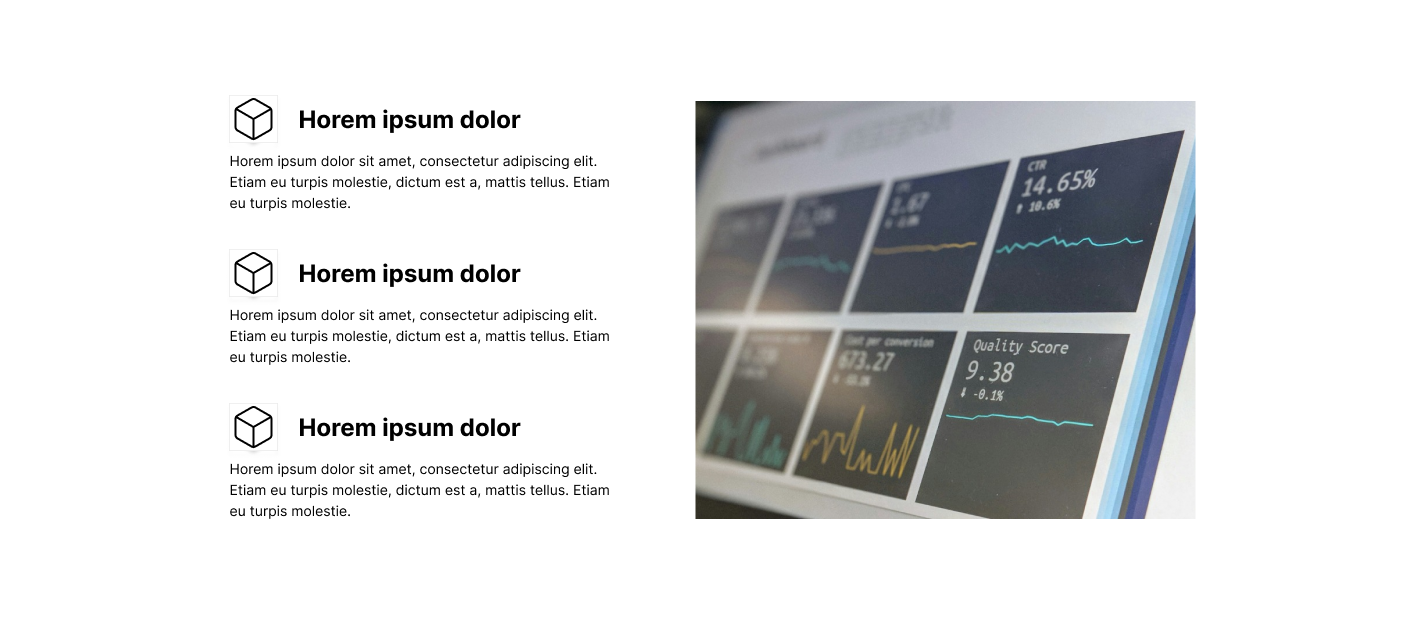 Horem ipsum dolor
Horem ipsum dolor sit amet, consectetur adipiscing elit.
Etiam eu turpis molestie, dictum est a, mattis tellus. Etiam
eu turpis molestie.
Horem ipsum dolor
Horem ipsum dolor sit amet, consectetur adipiscing elit.
Etiam eu turpis molestie, dictum est a, mattis tellus. Etiam
eu turpis molestie.
Horem ipsum dolor
Horem ipsum dolor sit amet, consectetur adipiscing elit.
Etiam eu turpis molestie, dictum est a, mattis tellus. Etiam
eu turpis molestie.
CTR
14.65%
↑ 10.6%
1.67
Cost per conversion
673.27
Quality Score
9.38
↓ -0.1%